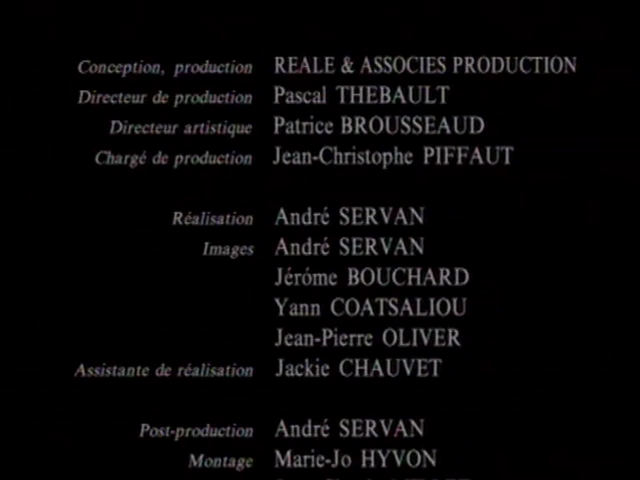 Conception, production REALE & ASSOCIES PRODUCTION
Directeur de production Pascal THEBAULT
Directeur artistique Patrice BROUSSEAUD
Chargé de production Jean-Christophe PIFFAUT
Réalisation André SERVAN
Images André SERVAN
Jérôme BOUCHARD
Yann COATSALIOU
Jean-Pierre OLIVER
Assistante de réalisation Jackie CHAUVET
Post-production André SERVAN
Montage Marie-Jo HYVON